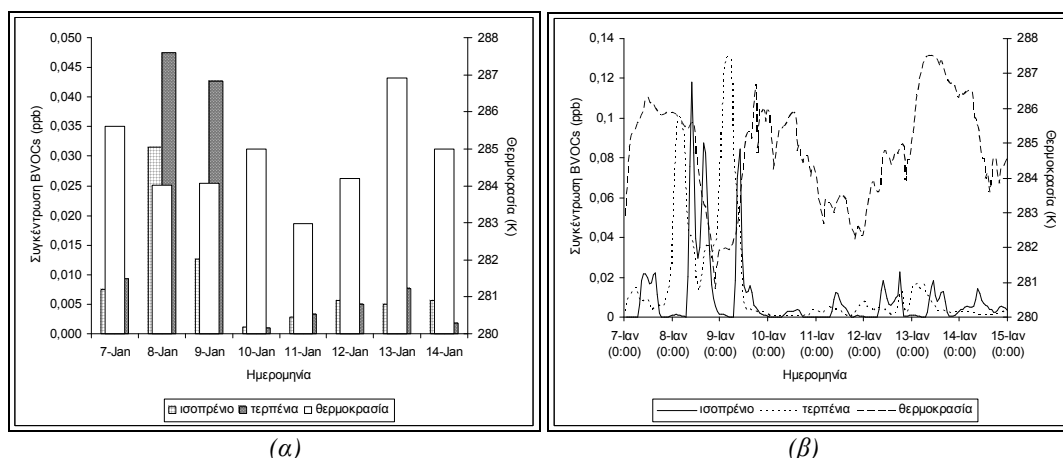 Συγκέντρωση BVOCs (ppb)
0,050
0,045
0,040
0,035
0,030
0,025
0,020
0,015
0,010
0,005
0,000
288
287
286
285
284
283
282
281
280
Θερμοκρασία (K)
7-Jan 8-Jan 9-Jan 10-Jan 11-Jan 12-Jan 13-Jan 14-Jan
Ημερομηνία
ισοπρένιο τερπένια θερμοκρασία
(α)
Συγκέντρωση BVOCs (ppb)
0,14
0,12
0,1
0,08
0,06
0,04
0,02
0
288
287
286
285
284
283
282
281
280
Θερμοκρασία (K)
7-Ιαν 8-Ιαν 9-Ιαν 10-Ιαν 11-Ιαν 12-Ιαν 13-Ιαν 14-Ιαν 15-Ιαν
(0:00) (0:00) (0:00) (0:00) (0:00) (0:00) (0:00) (0:00) (0:00)
Ημερομηνία
ισοπρένιο τερπένια θερμοκρασία
(β)